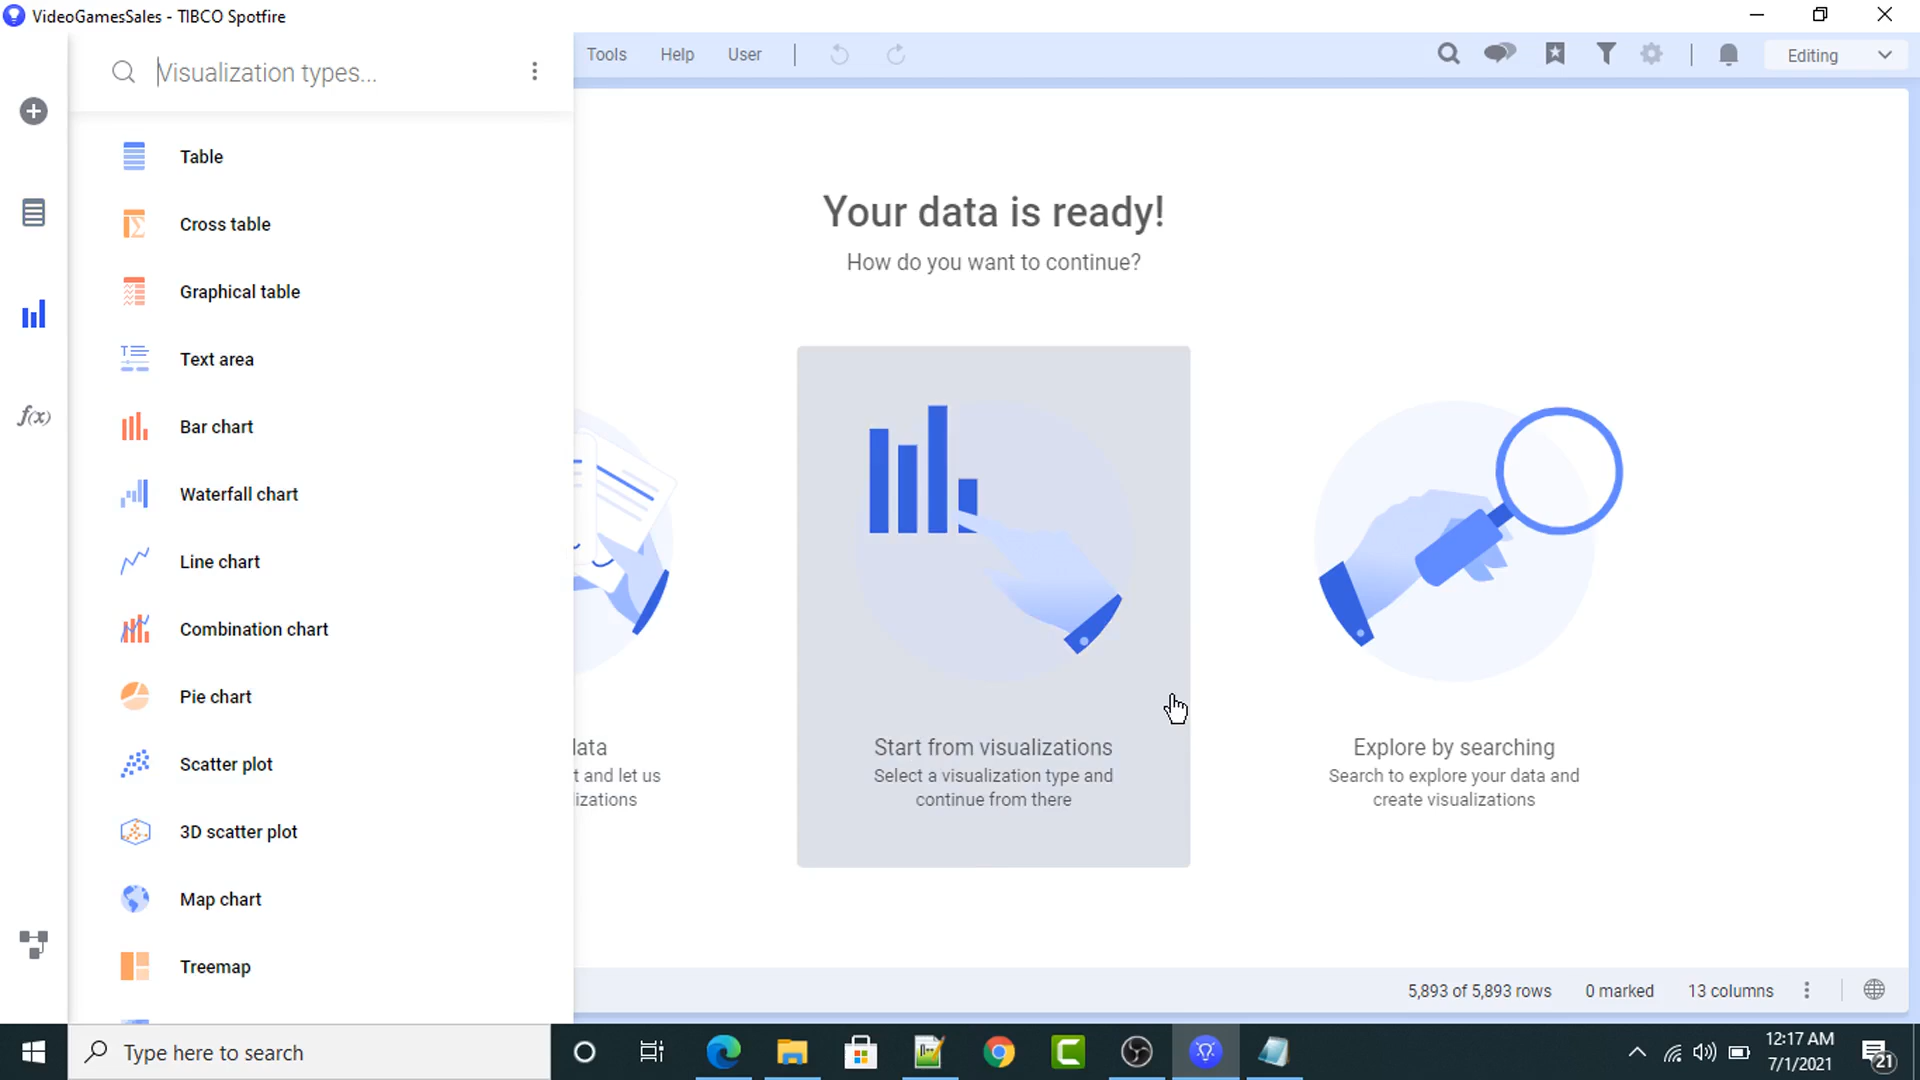 VideoGamesSales - TIBCO Spotfire
Visualization types...
Tools
Help
User
Editing
Table
Cross table
Graphical table
Text area
Bar chart
Waterfall chart
Line chart
Combination chart
Pie chart
Scatter plot
3D scatter plot
Map chart
Treemap
f(x)
Your data is ready!
How do you want to continue?
data
t and let us
izations
Start from visualizations
Select a visualization type and
continue from there
Explore by searching
Search to explore your data and
create visualizations
5,893 of 5,893 rows
0 marked
13 columns
Type here to search
12:17 AM
7/1/2021
21